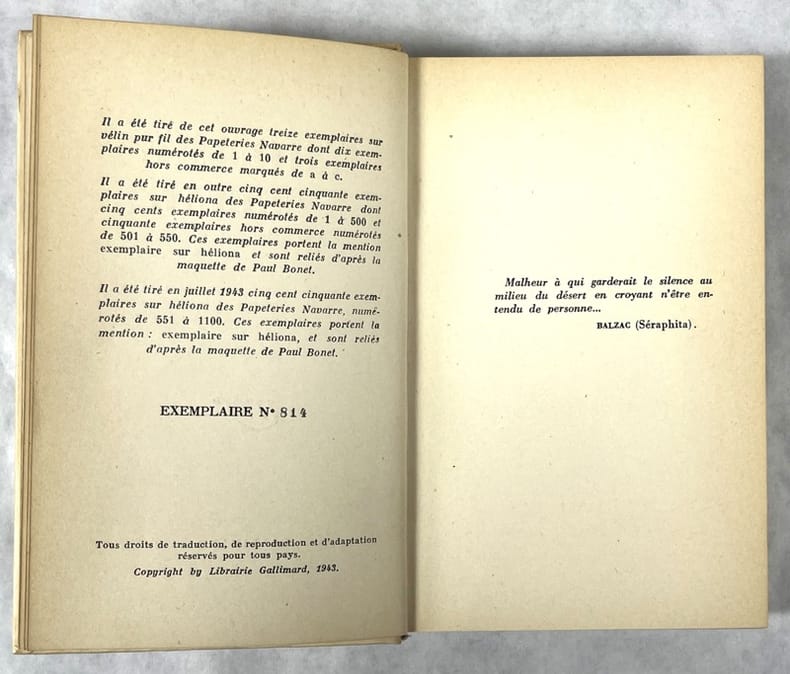 Il a été tiré de cet ouvrage treize exemplaires sur
vélin pur fil des Papeteries Navarre dont dix exem-
plaires numérotés de 1 à 10 et trois exemplaires
hors commerce marqués de a à c.
Il a été tiré en outre cinq cent cinquante exem-
plaires sur héliona des Papeteries Navarre dont
cinq cents exemplaires numérotés de 1 à 500 et
cinquante exemplaires hors commerce numérotés
de 501 à 550. Ces exemplaires portent la mention
exemplaire sur héliona et sont reliés d'après la
maquette de Paul Bonet.
Il a été tiré en juillet 1943 cinq cent cinquante exem-
plaires sur héliona des Papeteries Navarre, numé-
rotés de 551 à 1100. Ces exemplaires portent la
mention : exemplaire sur héliona, et sont reliés
d'après la maquette de Paul Bonet.
EXEMPLAIRE N° 814
Tous droits de traduction, de reproduction et d'adaptation
réservés pour tous pays.
Copyright by Librairie Gallimard, 1943.
Malheur à qui garderait le silence au
milieu du désert en croyant n'être en-
tendu de personne...
BALZAC (Séraphita).